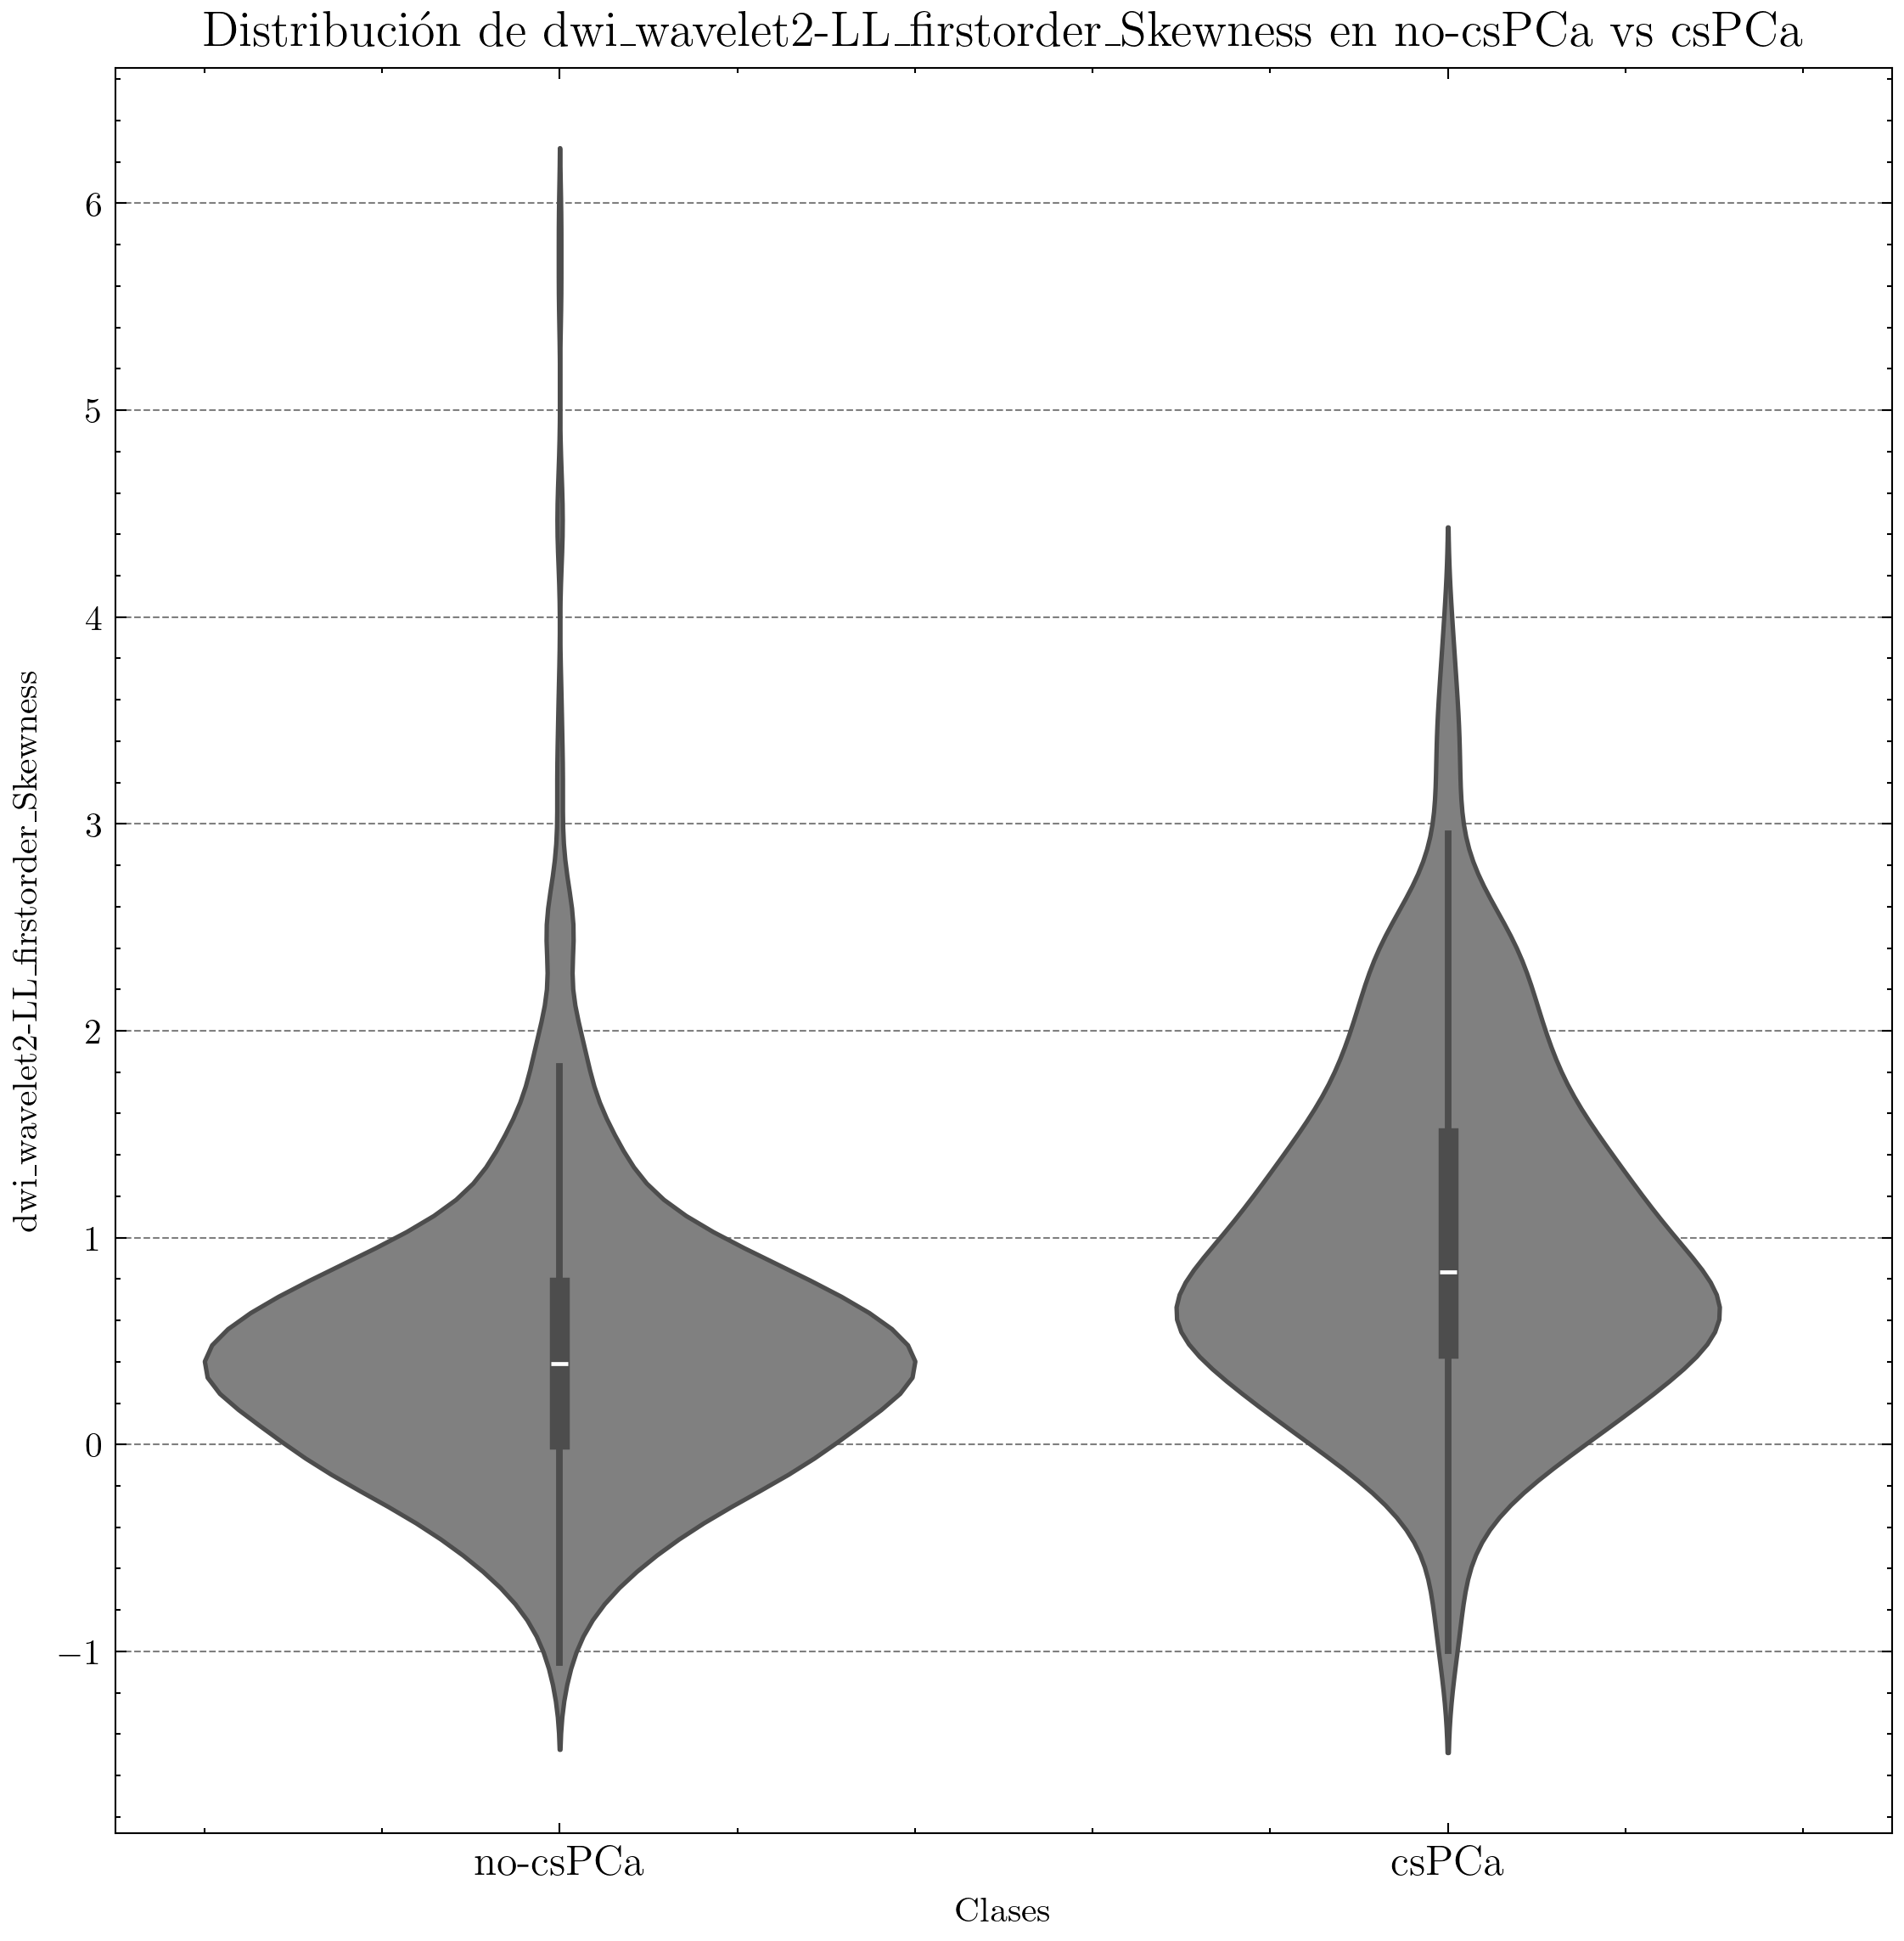 Distribución de dwi_wavelet2-LL_firstorder_Skewness en no-csPCa vs csPCa
dwi_wavelet2-LL_firstorder_Skewness
6
5
4
3
2
1
0
−1
no-csPCa
csPCa
Clases